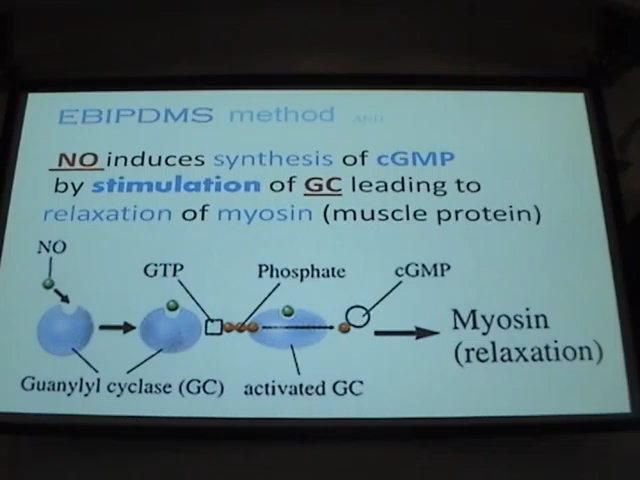 EBIPDMS method AND
NO induces synthesis of cGMP
by stimulation of GC leading to
relaxation of myosin (muscle protein)
NO
GTP
Phosphate
cGMP
Myosin
(relaxation)
Guanylyl cyclase (GC)
activated GC